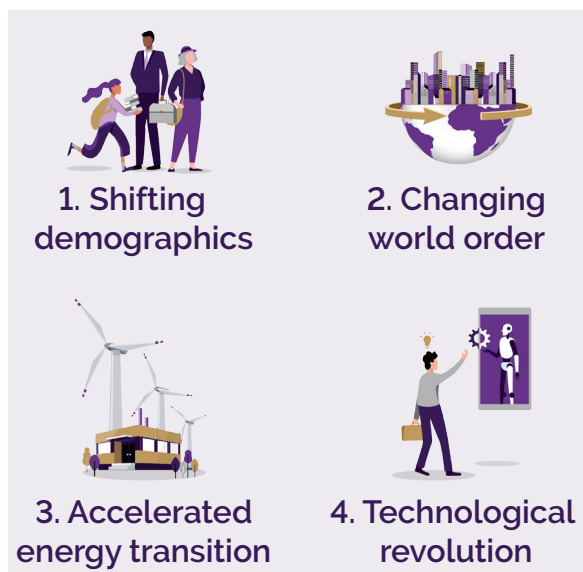 1. Shifting
demographics
2. Changing
world order
3. Accelerated
energy transition
4. Technological
revolution